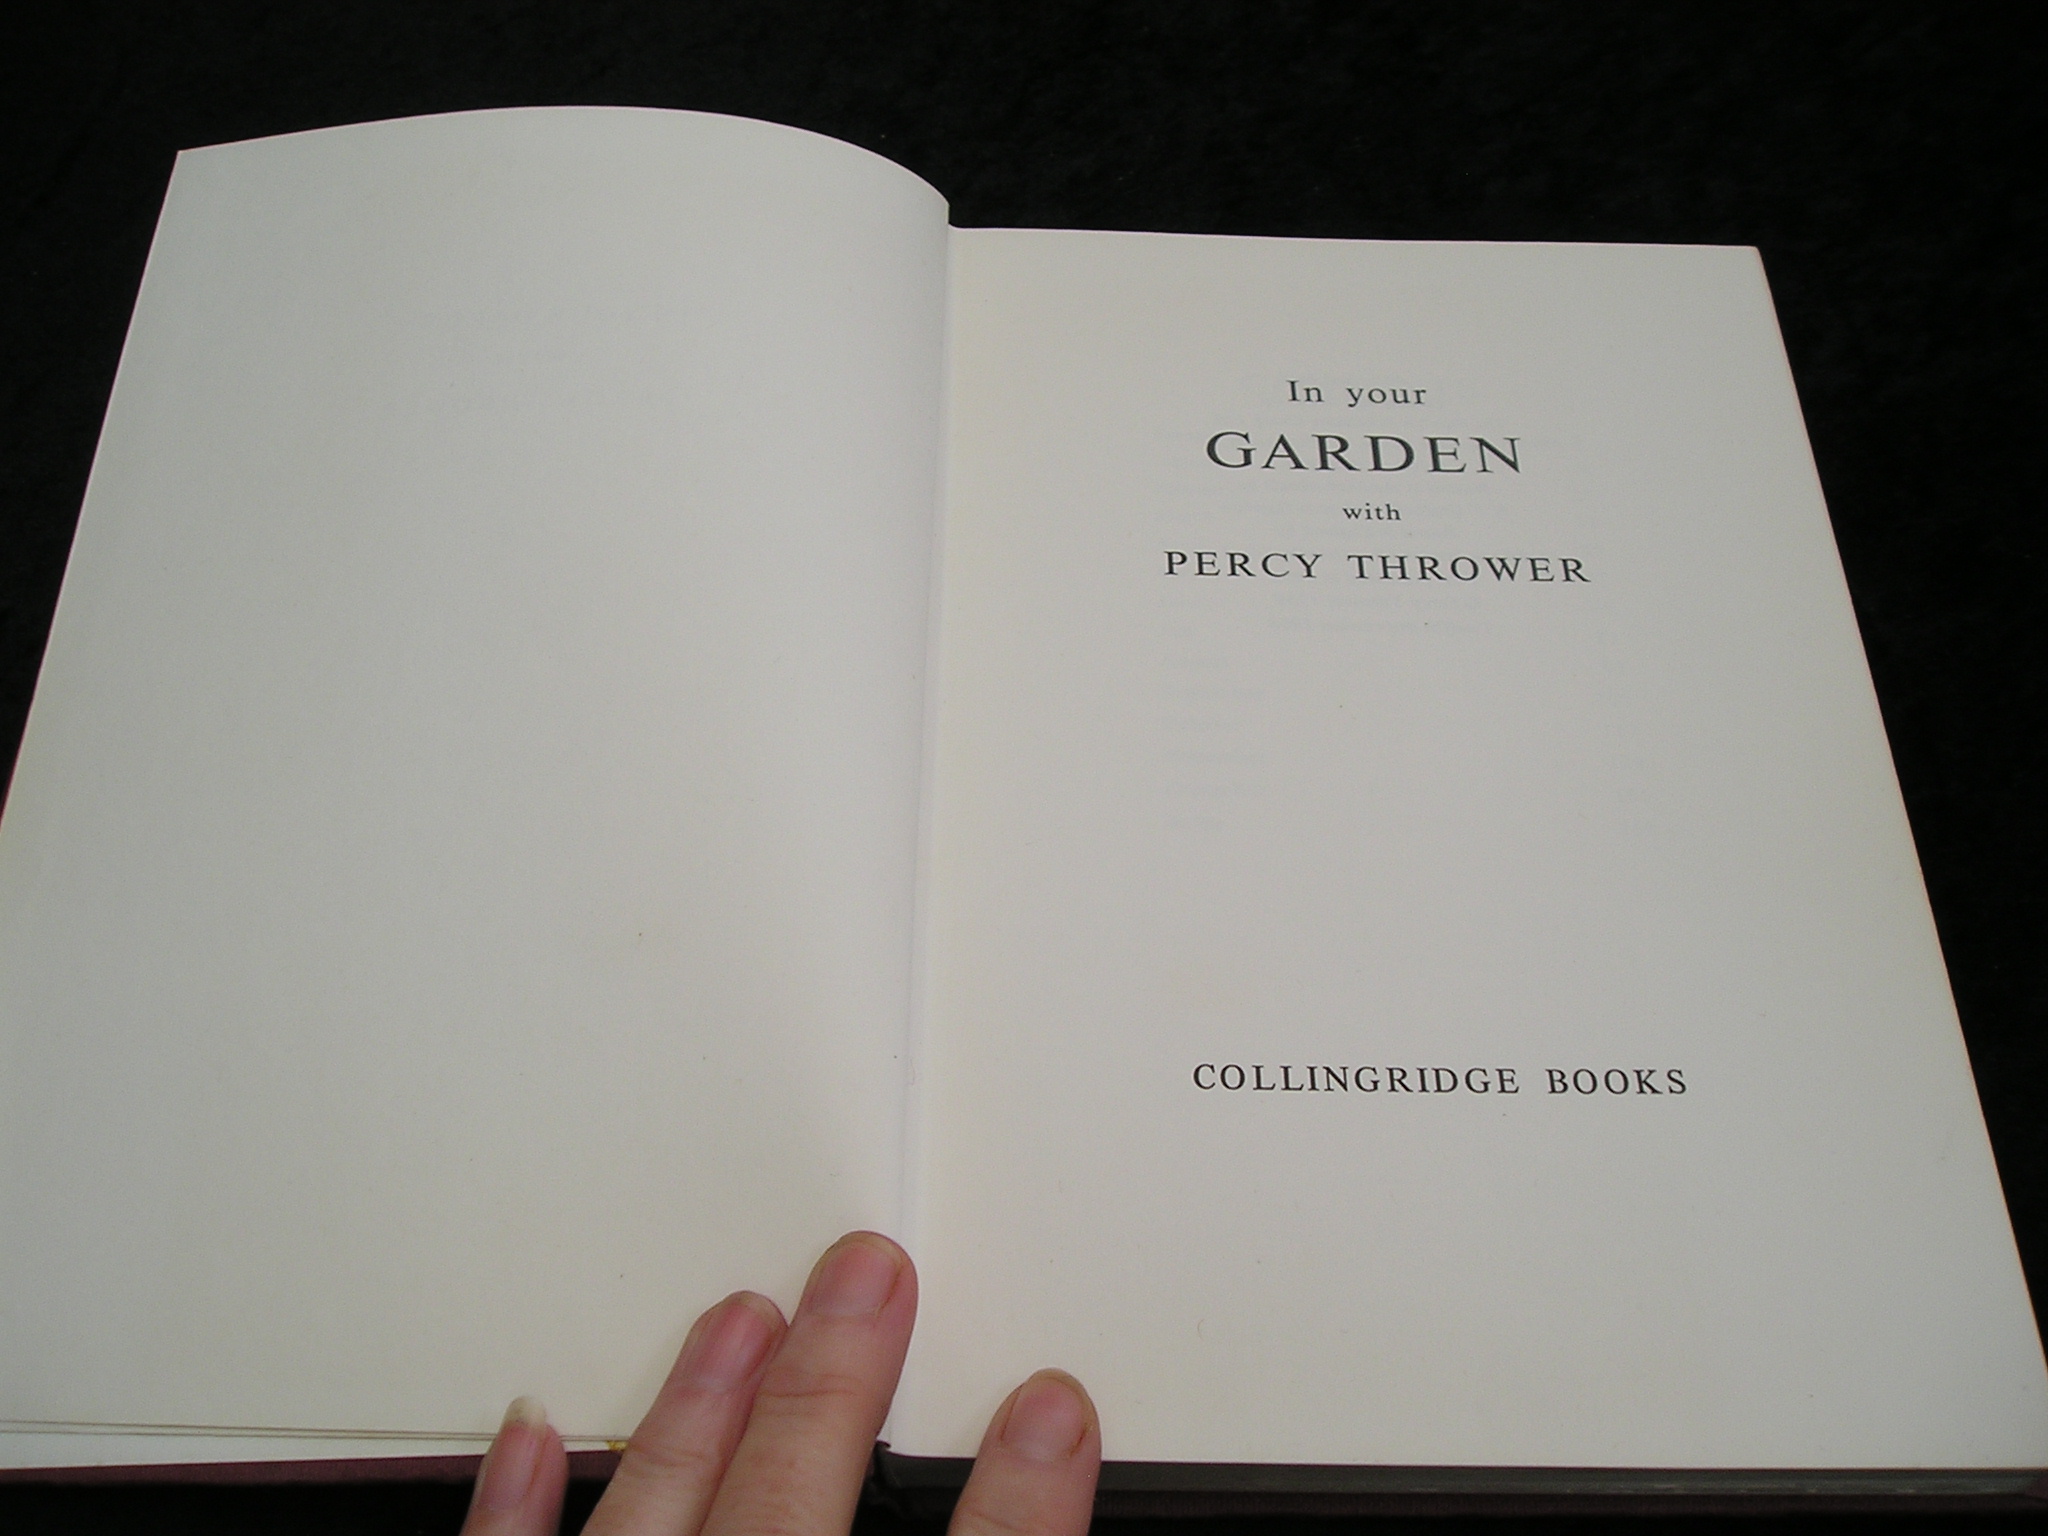 In your
GARDEN
with
PERCY THROWER
COLLINGRIDGE BOOKS